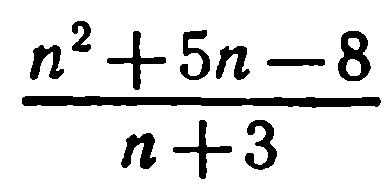 n² + 5n − 8
n + 3